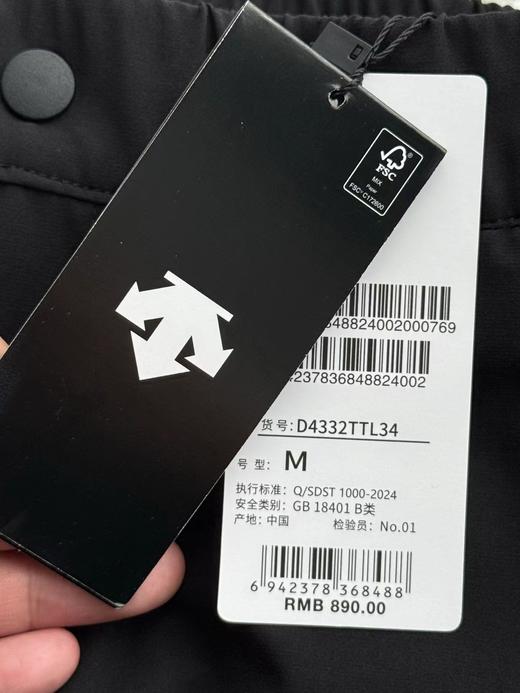 FSC®
MIX
Paper
FSC® C172600
48824002000769
4237836848824002
货号: D4332TTL34
号 型: M
执行标准: Q/SDST 1000-2024
安全类别: GB 18401 B类
产地: 中国 检验员: No.01
6 942378 368488
RMB 890.00